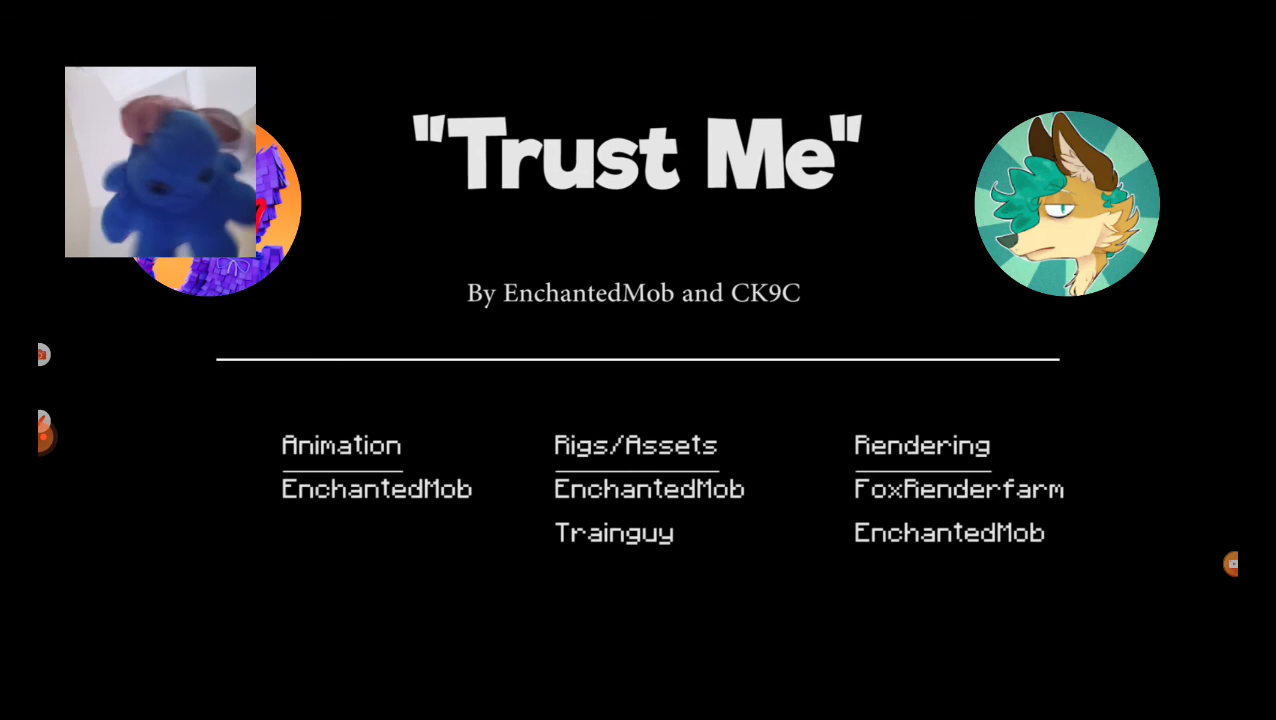 "Trust Me"
By EnchantedMob and CK9C
Animation
EnchantedMob
Rigs/Assets
EnchantedMob
Trainguy
Rendering
FoxRenderfarm
EnchantedMob